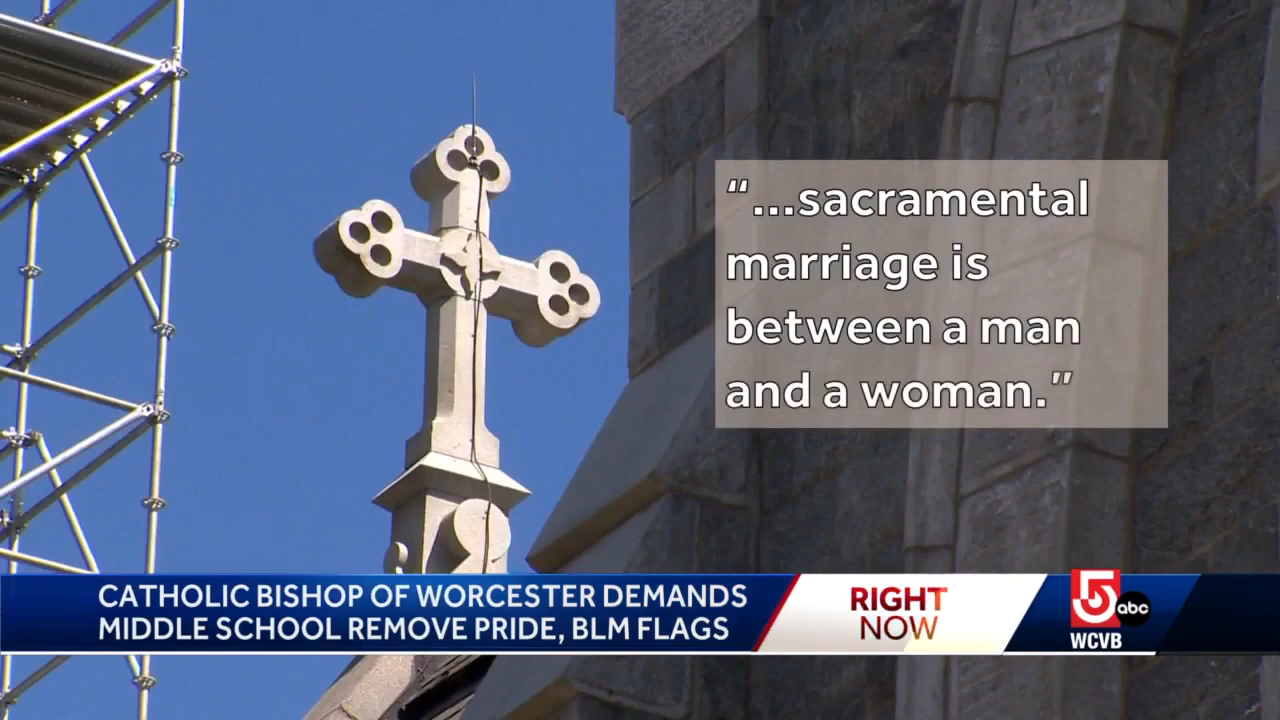 “...sacramental
marriage is
between a man
and a woman.”
CATHOLIC BISHOP OF WORCESTER DEMANDS
MIDDLE SCHOOL REMOVE PRIDE, BLM FLAGS
RIGHT
NOW
5
abc
WCVB